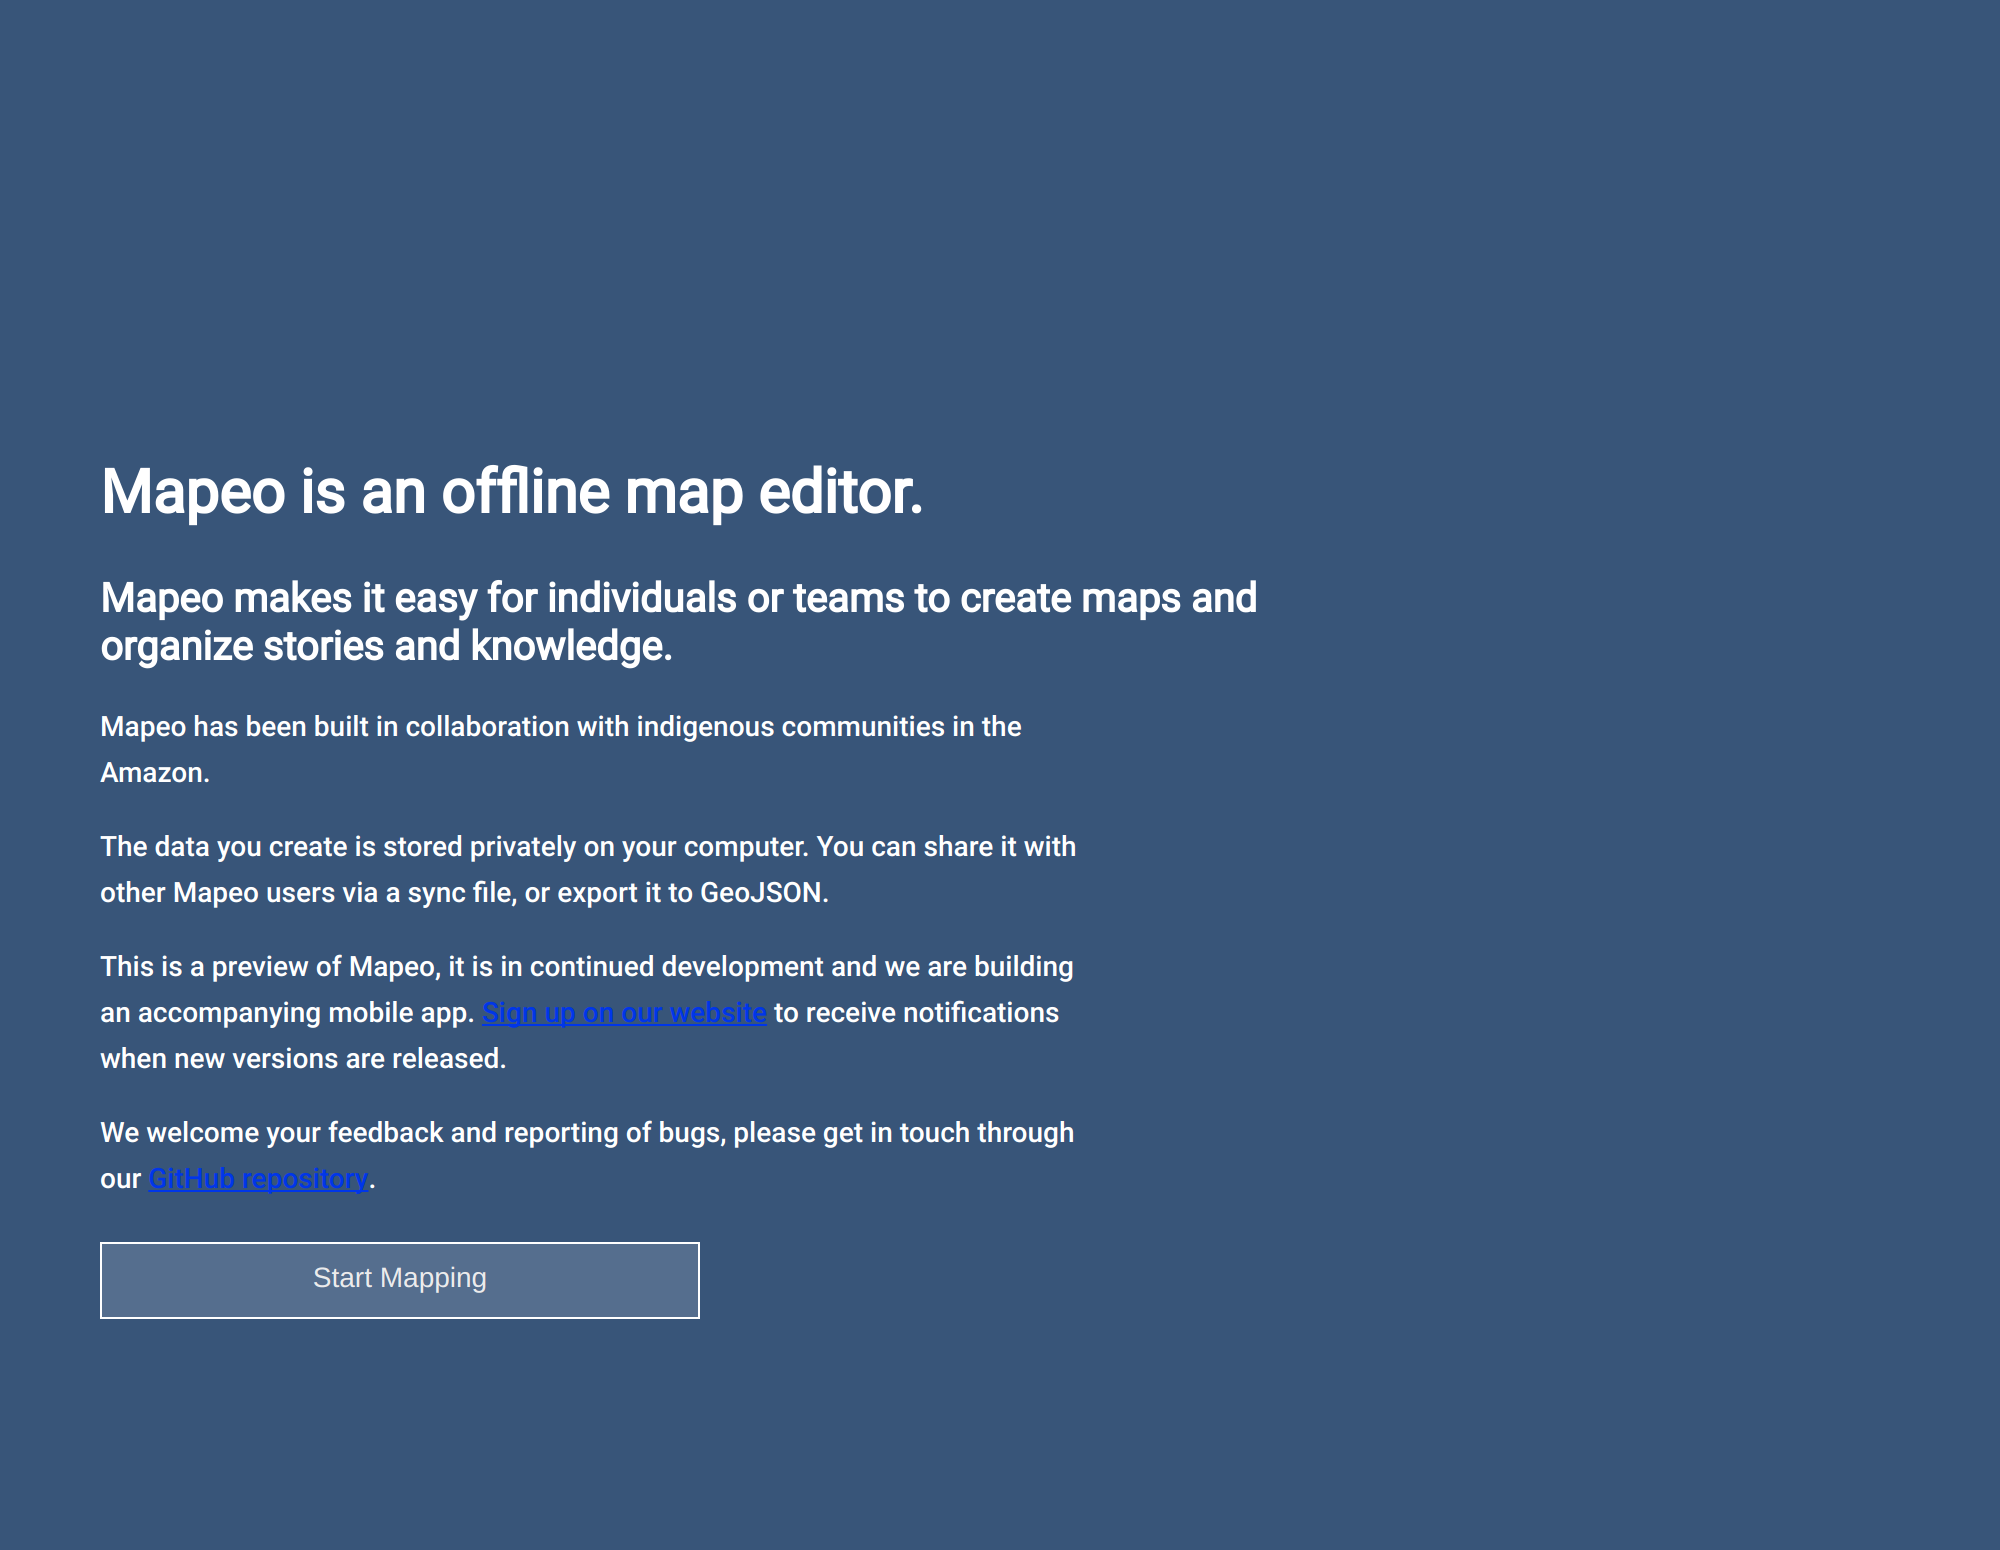 Mapeo is an offline map editor.
Mapeo makes it easy for individuals or teams to create maps and
organize stories and knowledge.
Mapeo has been built in collaboration with indigenous communities in the
Amazon.
The data you create is stored privately on your computer. You can share it with
other Mapeo users via a sync file, or export it to GeoJSON.
This is a preview of Mapeo, it is in continued development and we are building
an accompanying mobile app. Sign up on our website to receive notifications
when new versions are released.
We welcome your feedback and reporting of bugs, please get in touch through
our GitHub repository.
Start Mapping